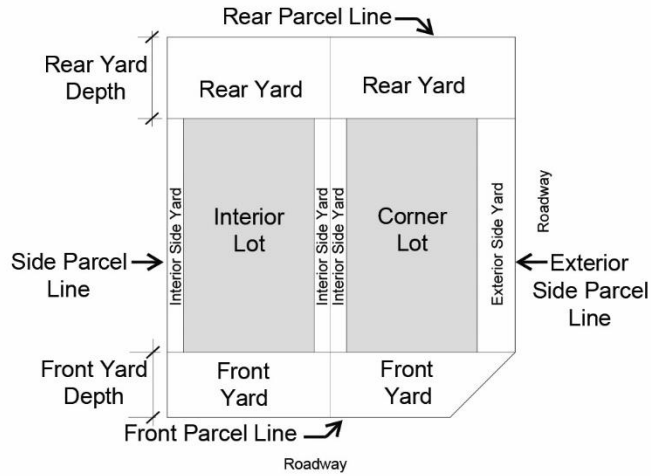 Rear Parcel Line
Rear Yard
Depth
Rear Yard
Rear Yard
Interior Side Yard
Interior
Lot
Interior Side Yard
Interior Side Yard
Corner
Lot
Exterior Side Yard
Roadway
Side Parcel
Line
Exterior
Side Parcel
Line
Front Yard
Depth
Front
Yard
Front
Yard
Front Parcel Line
Roadway